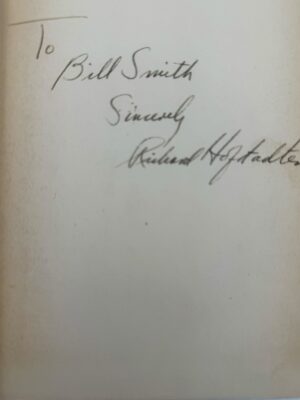 To
Bill Smith
Sincerely
Richard Hofstadter